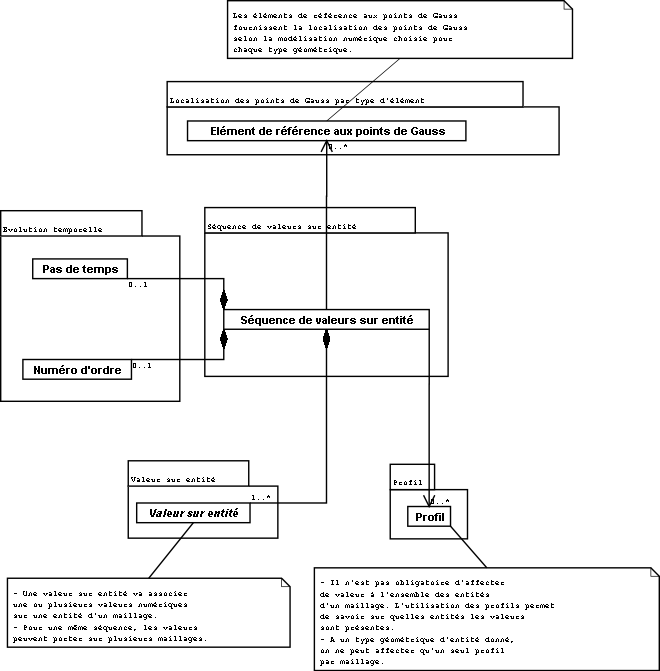 Les éléments de référence aux points de Gauss
fournissent la localisation des points de Gauss
selon la modélisation numérique choisie pour
chaque type géométrique.
Localisation des points de Gauss par type d'élément
Elément de référence aux points de Gauss
0..*
Evolution temporelle
Séquence de valeurs sur entité
Pas de temps
0..1
Séquence de valeurs sur entité
Numéro d'ordre
0..1
Valeur sur entité
1..*
Valeur sur entité
Profil
0..*
Profil
- Une valeur sur entité va associer
une ou plusieurs valeurs numériques
sur une entité d'un maillage.
- Pour une même séquence, les valeurs
peuvent porter sur plusieurs maillages.
- Il n'est pas obligatoire d'affecter
de valeur à l'ensemble des entités
d'un maillage. L'utilisation des profils permet
de savoir sur quelles entités les valeurs
sont présentes.
- A un type géométrique d'entité donné,
on ne peut affecter qu'un seul profil
par maillage.